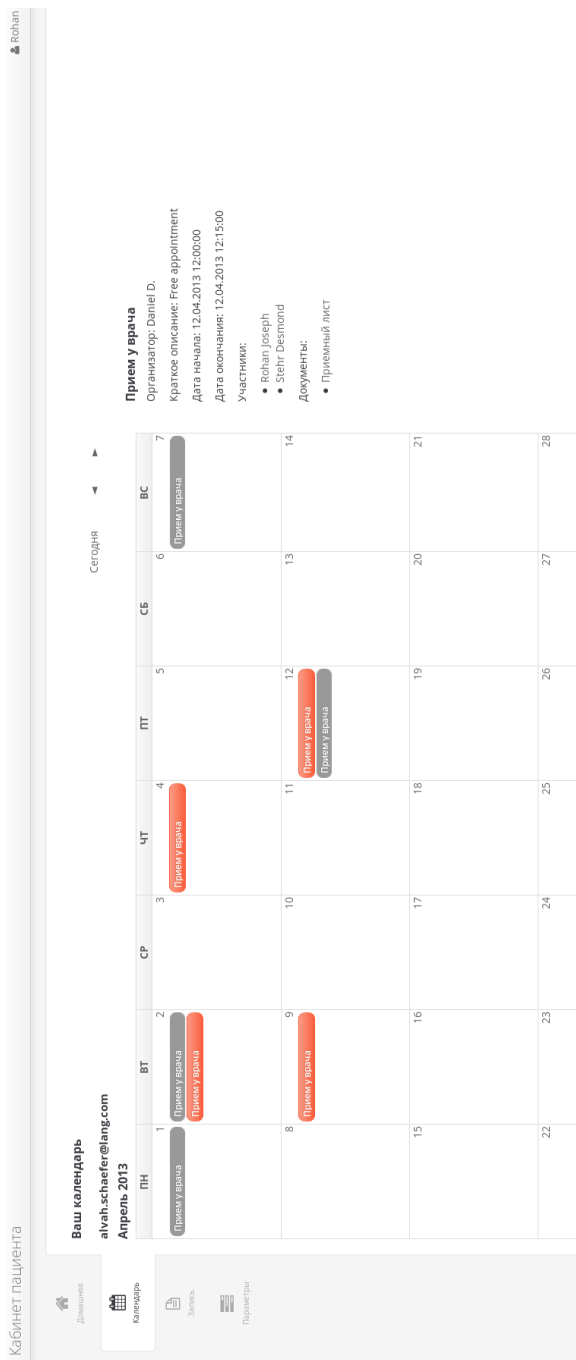 Кабинет пациента
Rohan
Домашняя
Календарь
Запись
Параметры
Ваш календарь
alvah.schaefer@lang.com
Апрель 2013
Сегодня
ПН ВТ СР ЧТ ПТ СБ ВС
1 2 3 4 5 6 7
Прием у врача Прием у врача Прием у врача Прием у врача
Прием у врача
8 9 10 11 12 13 14
Прием у врача Прием у врача
Прием у врача
15 16 17 18 19 20 21
22 23 24 25 26 27 28
Прием у врача
Организатор: Daniel D.
Краткое описание: Free appointment
Дата начала: 12.04.2013 12:00:00
Дата окончания: 12.04.2013 12:15:00
Участники:
Rohan Joseph
Stehr Desmond
Документы:
Приемный лист